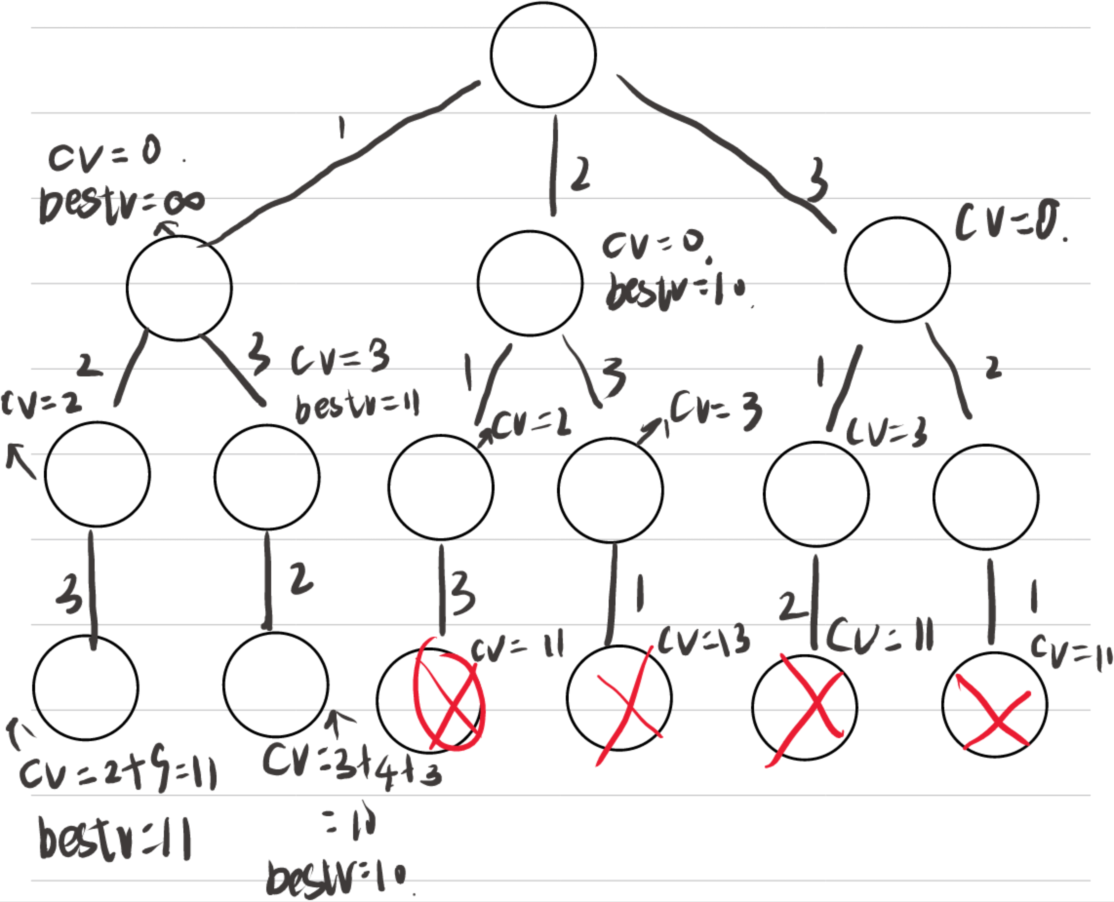 1
2
3
CV=0.
bestv=∞
CV=0.
bestv=10.
CV=0.
2
3
CV=3
bestv=11
CV=2
1
3
CV=2
CV=3
1
2
CV=3
3
2
3
1
2
1
CV=11
CV=13
CV=11
CV=11
CV=2+9=11
bestv=11
CV=3+4+3
=10
bestv=10.